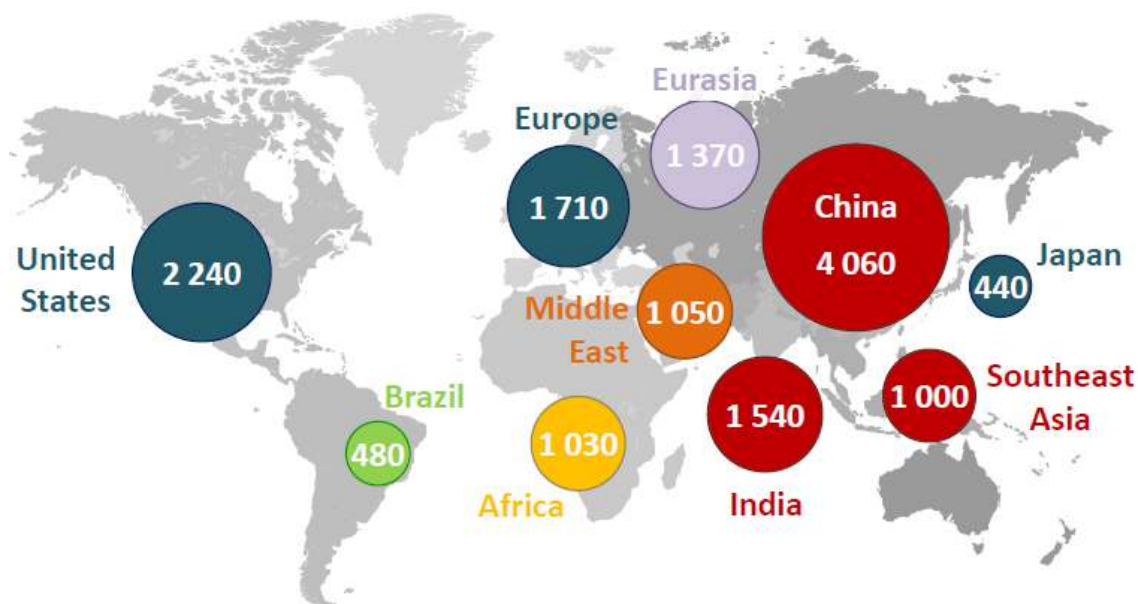 Eurasia
1 370
Europe
1 710
China
4 060
United
States
2 240
Japan
440
Middle
East
1 050
Southeast
Asia
1 000
Brazil
480
Africa
1 030
India
1 540